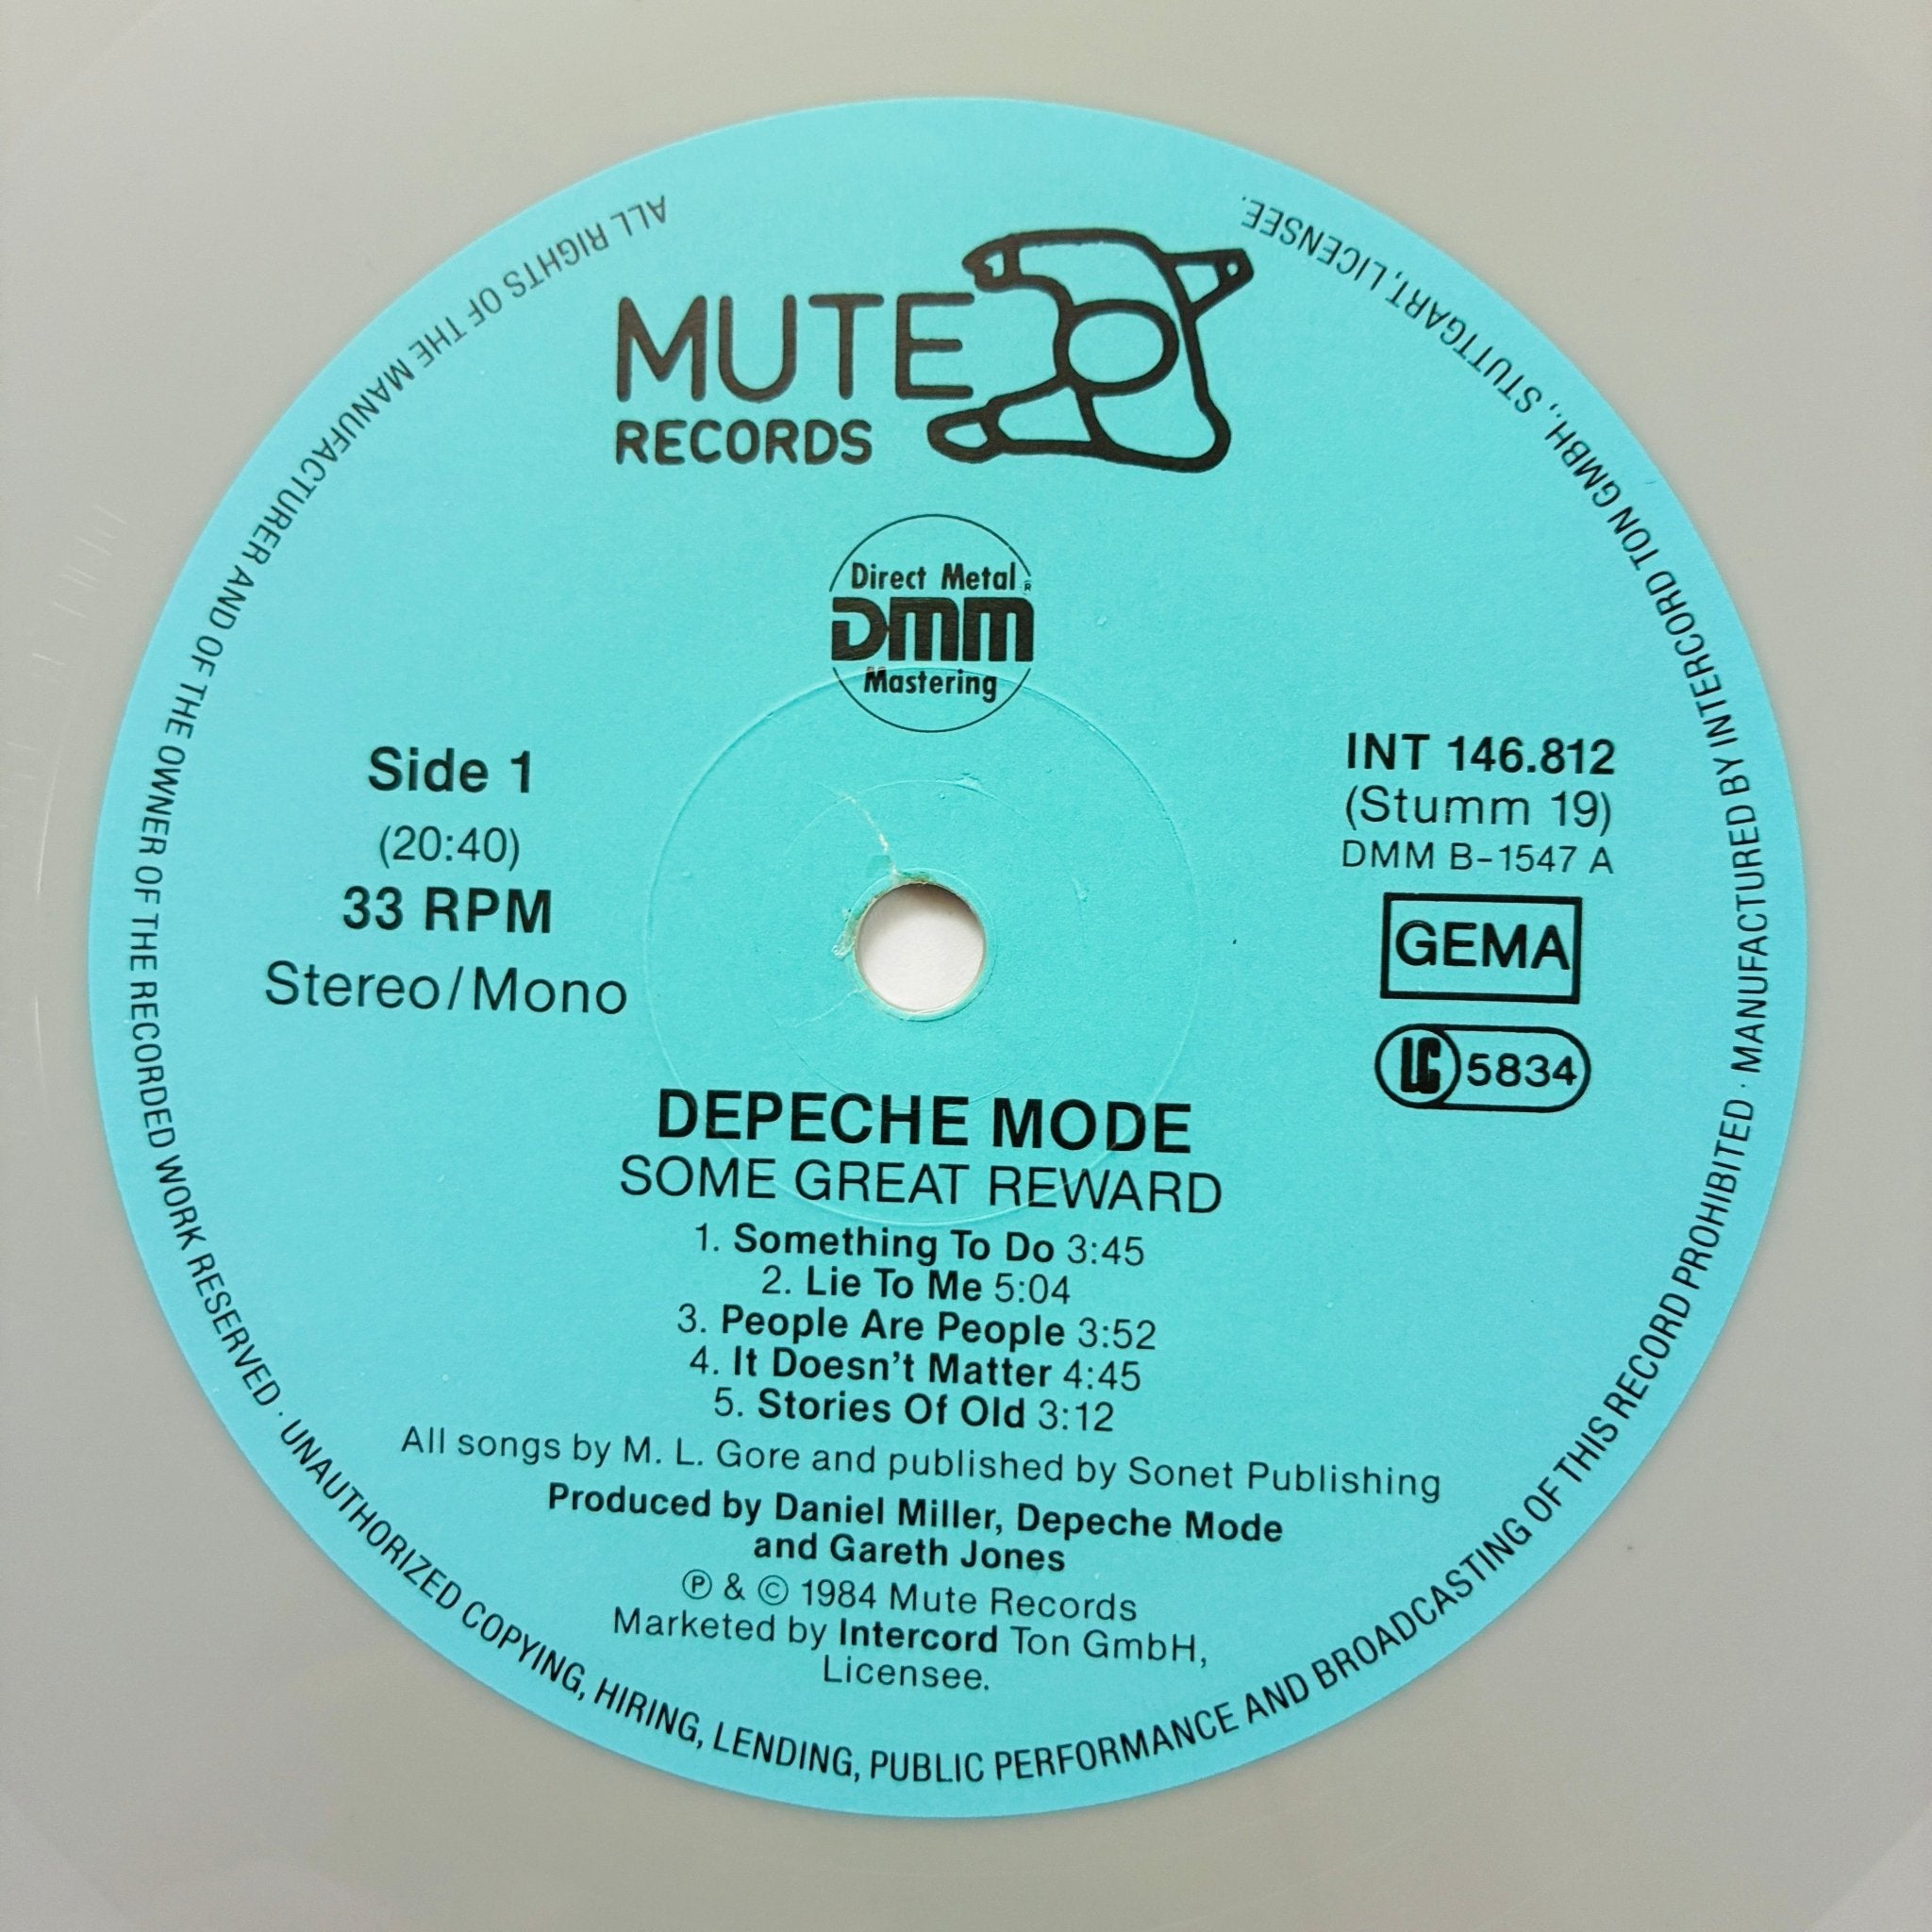 MUTE
RECORDS
Direct Metal ®
DMM
Mastering
Side 1
(20:40)
33 RPM
Stereo/Mono
INT 146.812
(Stumm 19)
DMM B-1547 A
GEMA
LC 5834
DEPECHE MODE
SOME GREAT REWARD
1. Something To Do 3:45
2. Lie To Me 5:04
3. People Are People 3:52
4. It Doesn't Matter 4:45
5. Stories Of Old 3:12
All songs by M. L. Gore and published by Sonet Publishing
Produced by Daniel Miller, Depeche Mode
and Gareth Jones
℗ & © 1984 Mute Records
Marketed by Intercord Ton GmbH,
Licensee.
ALL RIGHTS OF THE MANUFACTURER AND OF THE OWNER OF THE RECORDED WORK RESERVED · UNAUTHORIZED COPYING, HIRING, LENDING, PUBLIC PERFORMANCE AND BROADCASTING OF THIS RECORD PROHIBITED · MANUFACTURED BY INTERCORD TON GMBH., STUTTGART, LICENSEE.